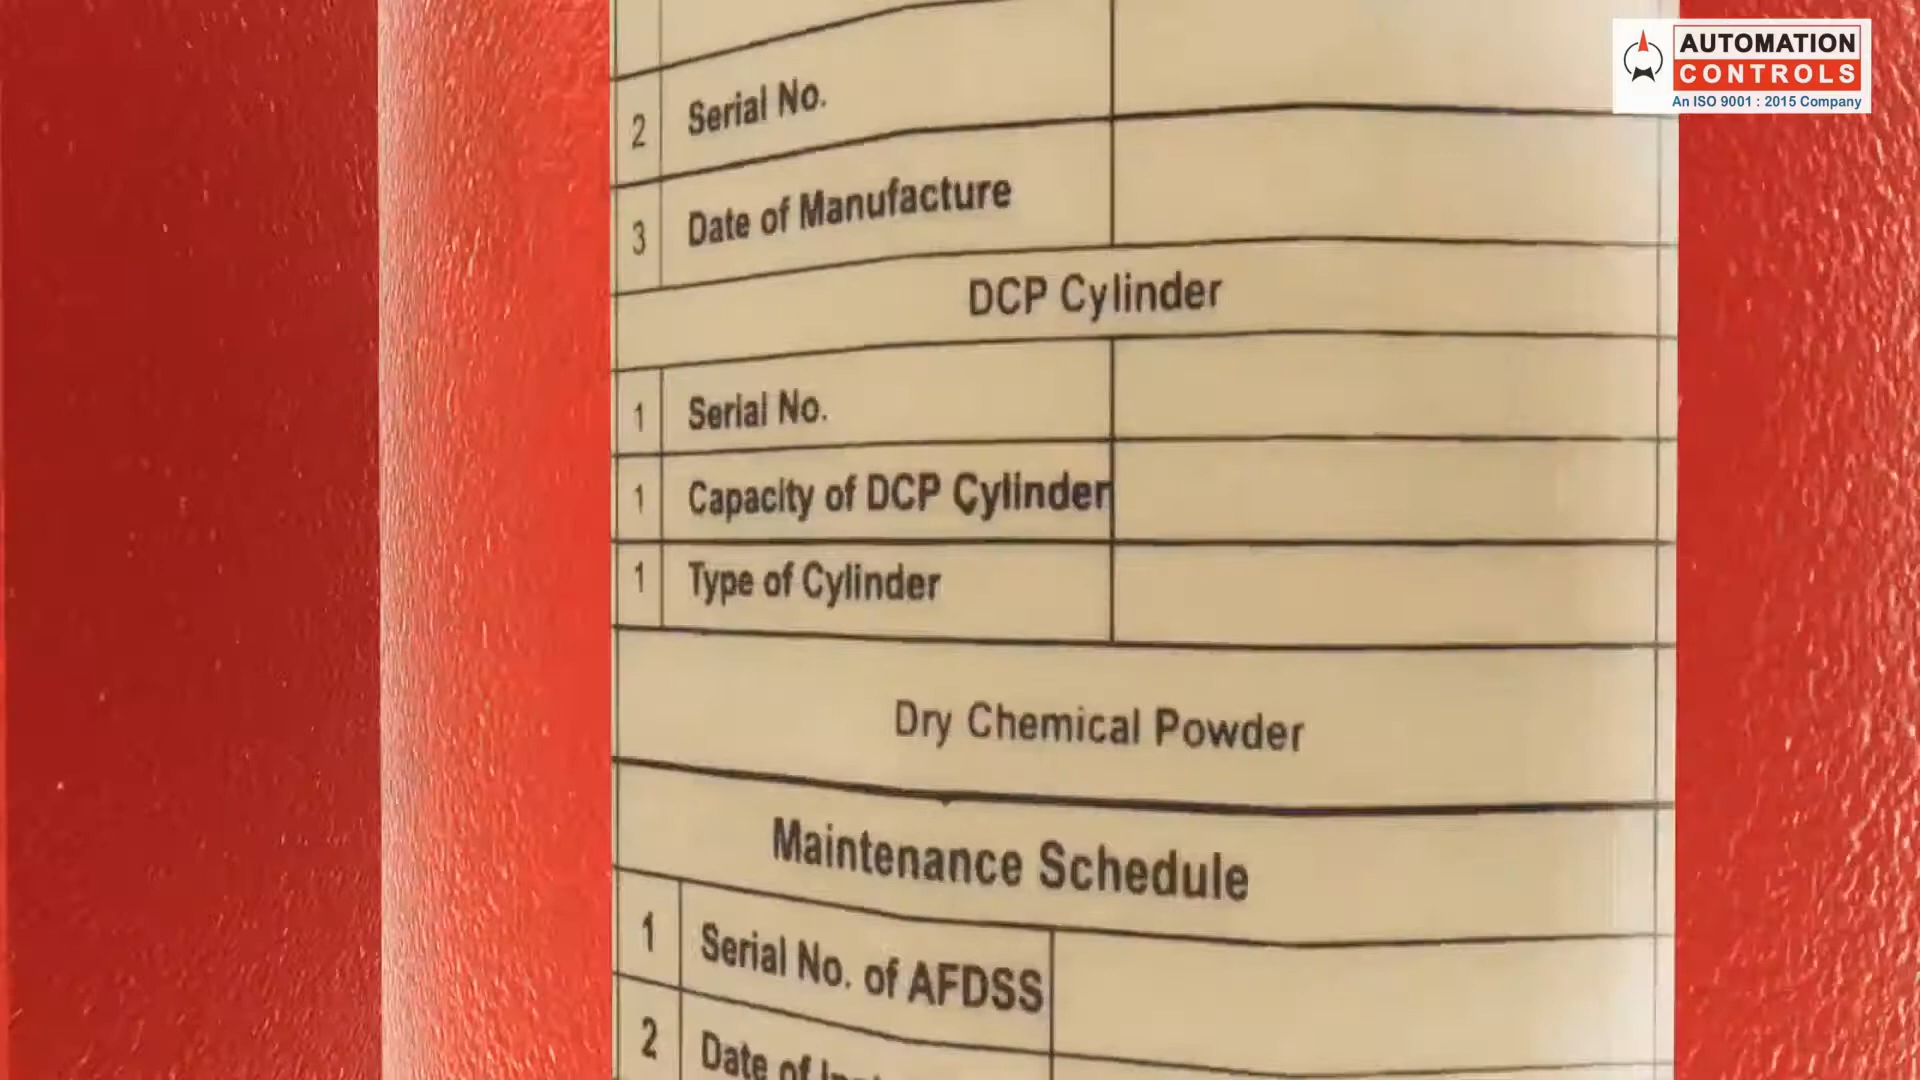 AUTOMATION
CONTROLS
An ISO 9001 : 2015 Company
2 Serial No.
3 Date of Manufacture
DCP Cylinder
1 Serial No.
1 Capacity of DCP Cylinder
1 Type of Cylinder
Dry Chemical Powder
Maintenance Schedule
1 Serial No. of AFDSS
2 Date of